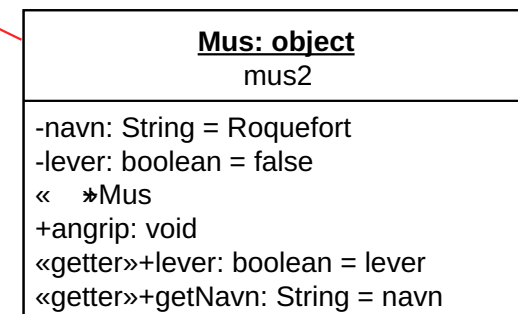 Mus: object
mus2
-navn: String = Roquefort
-lever: boolean = false
« »Mus
+angrip: void
«getter»+lever: boolean = lever
«getter»+getNavn: String = navn